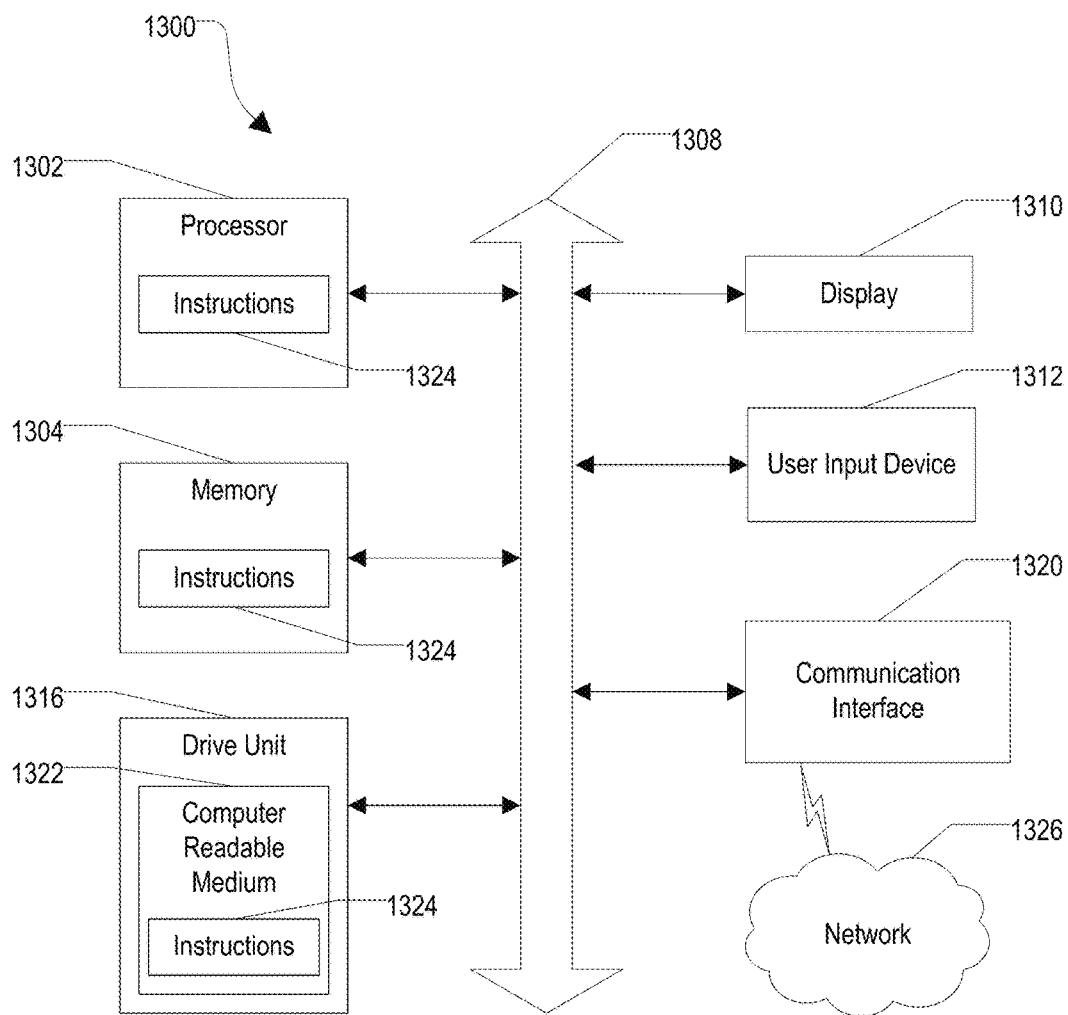 1300
1302
Processor
Instructions
1324
1304
Memory
Instructions
1324
1316
Drive Unit
1322
Computer
Readable
Medium
1324
Instructions
1308
1310
Display
1312
User Input Device
1320
Communication
Interface
1326
Network